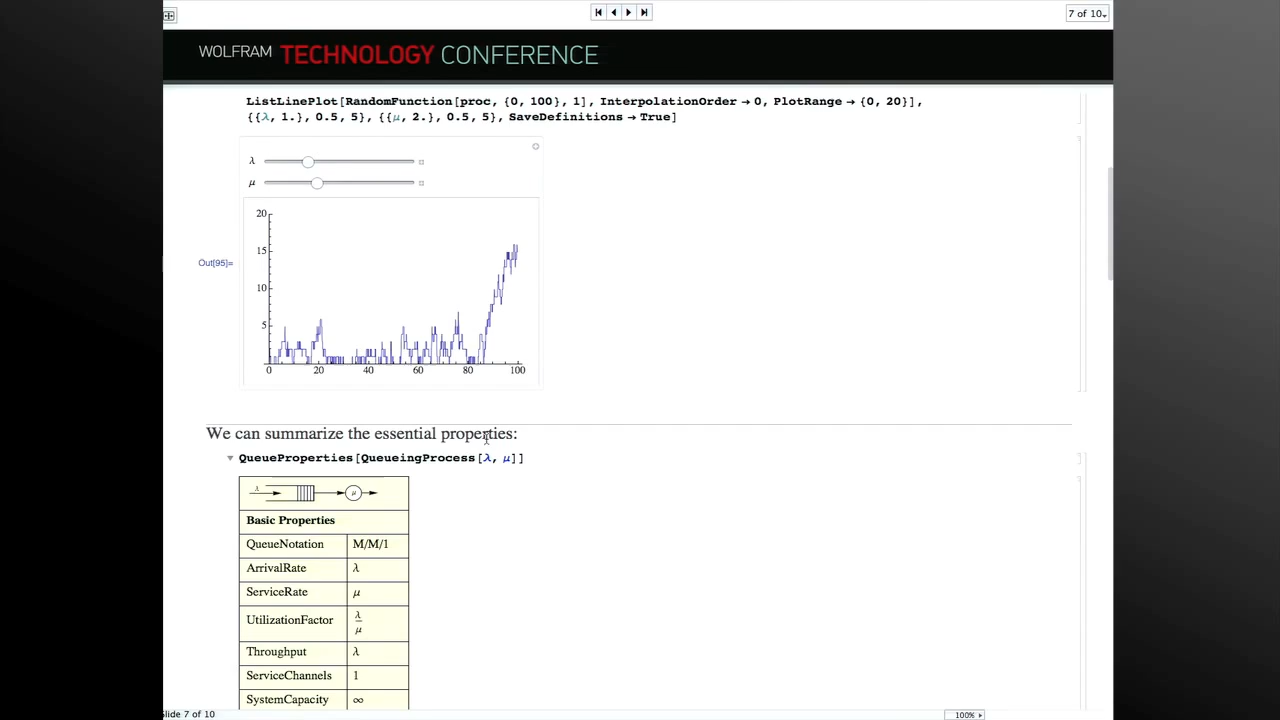 7 of 10
WOLFRAM TECHNOLOGY CONFERENCE
ListLinePlot[RandomFunction[proc, {0, 100}, 1], InterpolationOrder → 0, PlotRange → {0, 20}],
{{λ, 1.}, 0.5, 5}, {{μ, 2.}, 0.5, 5}, SaveDefinitions → True]
λ
μ
20
15
10
5
0 20 40 60 80 100
Out[95]=
We can summarize the essential properties:
QueueProperties[QueueingProcess[λ, μ]]
λ μ
Basic Properties
QueueNotation M/M/1
ArrivalRate λ
ServiceRate μ
UtilizationFactor λ/μ
Throughput λ
ServiceChannels 1
SystemCapacity ∞
Slide 7 of 10 100%